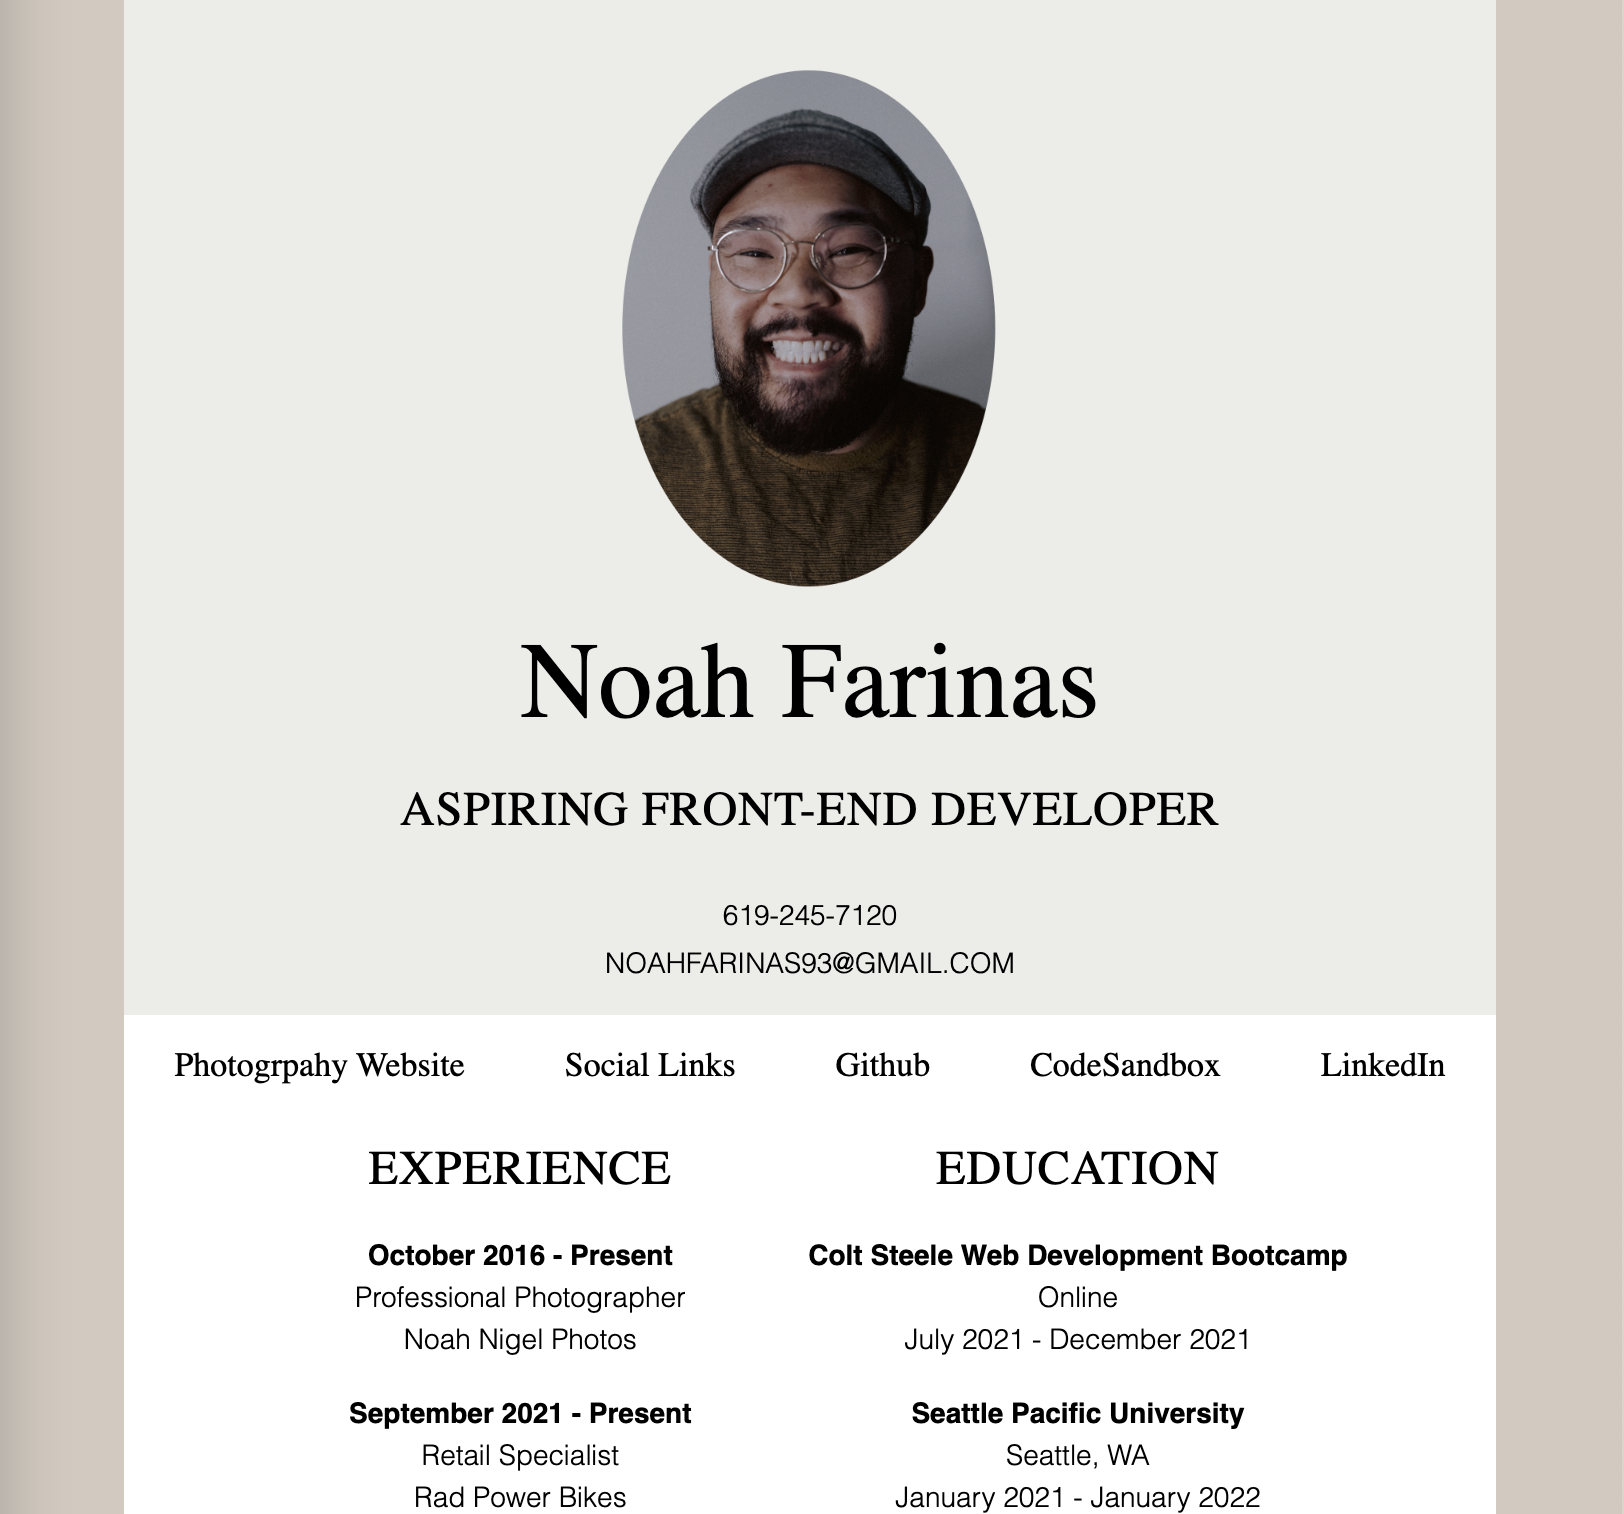 Noah Farinas
ASPIRING FRONT-END DEVELOPER
619-245-7120
NOAHFARINAS93@GMAIL.COM
Photogrpahy Website
Social Links
Github
CodeSandbox
LinkedIn
EXPERIENCE
October 2016 - Present
Professional Photographer
Noah Nigel Photos
September 2021 - Present
Retail Specialist
Rad Power Bikes
EDUCATION
Colt Steele Web Development Bootcamp
Online
July 2021 - December 2021
Seattle Pacific University
Seattle, WA
January 2021 - January 2022